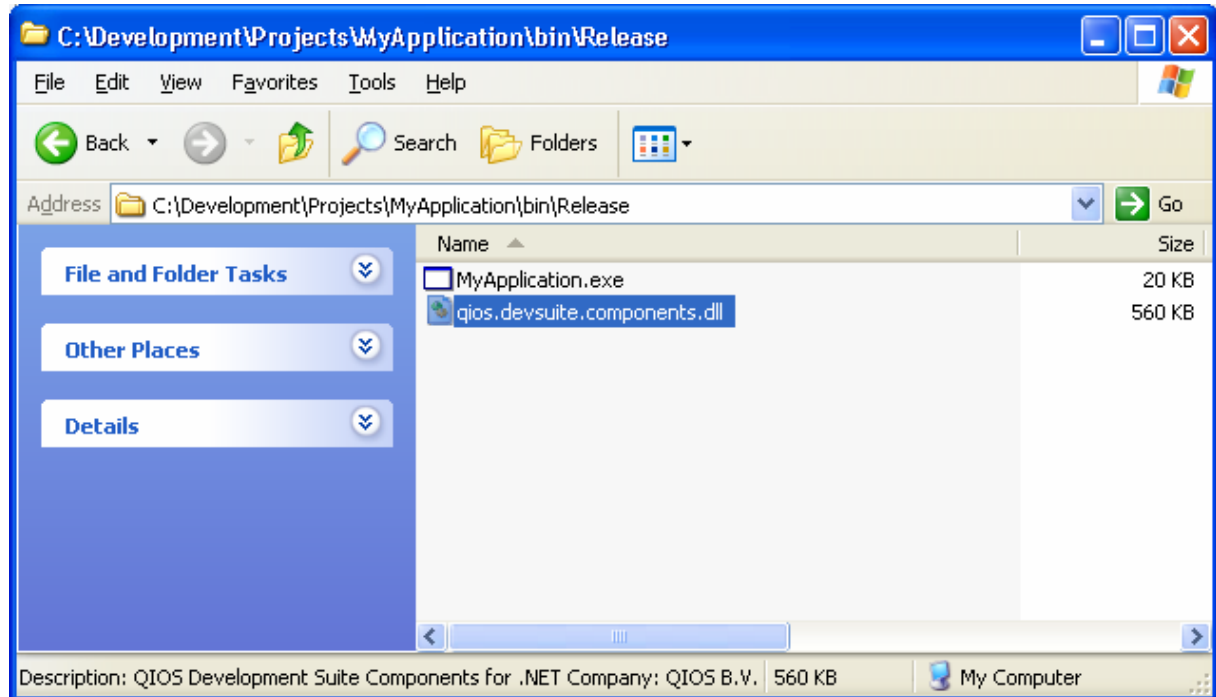 C:\Development\Projects\MyApplication\bin\Release
File Edit View Favorites Tools Help
Back Search Folders
Address C:\Development\Projects\MyApplication\bin\Release Go
Name Size
File and Folder Tasks
MyApplication.exe 20 KB
qios.devsuite.components.dll 560 KB
Other Places
Details
Description: QIOS Development Suite Components for .NET Company: QIOS B.V. 560 KB My Computer